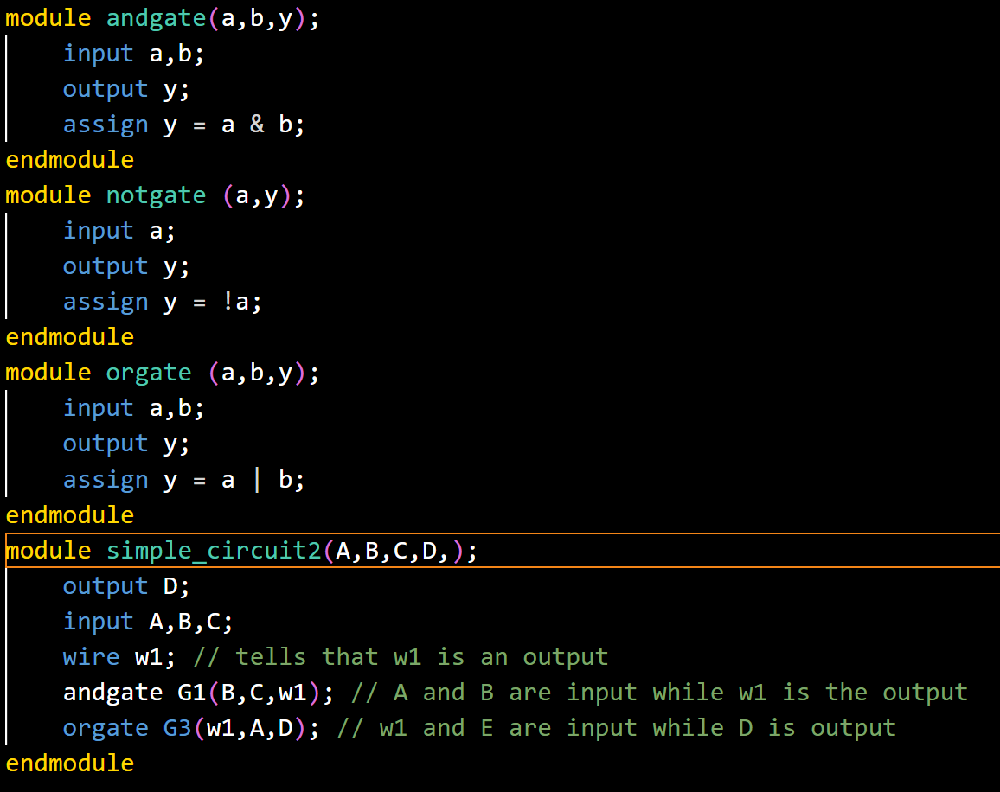 module andgate(a,b,y);
    input a,b;
    output y;
    assign y = a & b;
endmodule
module notgate (a,y);
    input a;
    output y;
    assign y = !a;
endmodule
module orgate (a,b,y);
    input a,b;
    output y;
    assign y = a | b;
endmodule
module simple_circuit2(A,B,C,D,);
    output D;
    input A,B,C;
    wire w1; // tells that w1 is an output
    andgate G1(B,C,w1); // A and B are input while w1 is the output
    orgate G3(w1,A,D); // w1 and E are input while D is output
endmodule